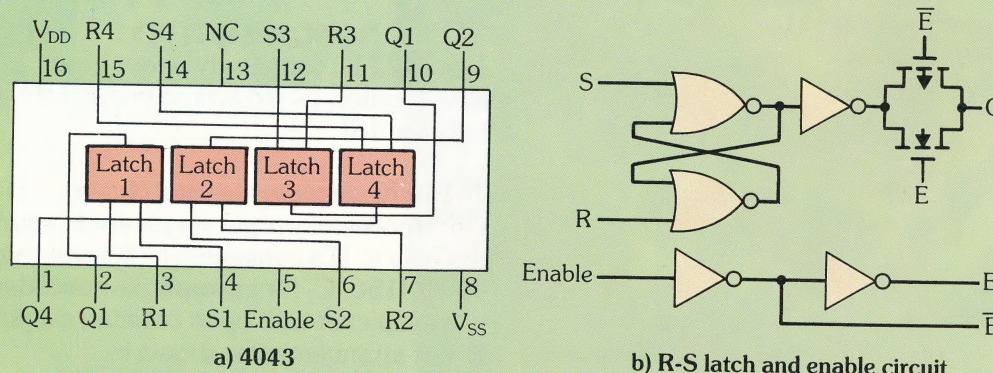 V_DD R4 S4 NC S3 R3 Q1 Q2
16 15 14 13 12 11 10 9
Latch 1
Latch 2
Latch 3
Latch 4
1 2 3 4 5 6 7 8
Q4 Q1 R1 S1 Enable S2 R2 V_SS
a) 4043
E̅
S
E
R
Enable
b) R-S latch and enable circuit